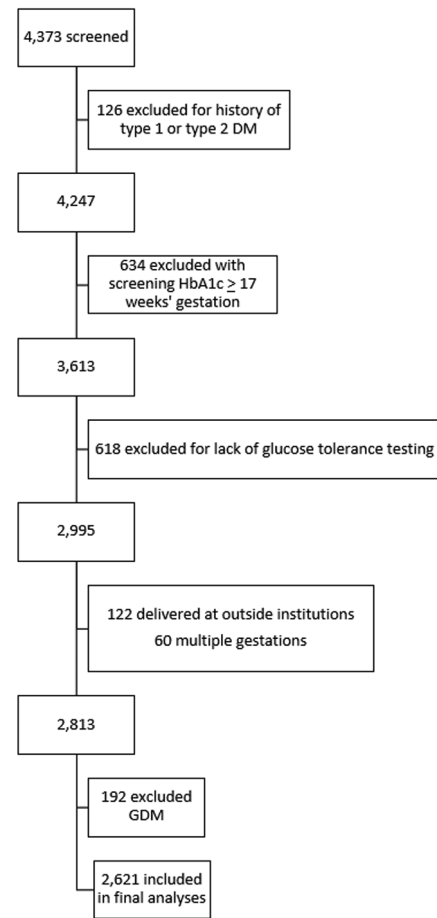 4,373 screened
126 excluded for history of
type 1 or type 2 DM
4,247
634 excluded with
screening HbA1c ≥ 17
weeks' gestation
3,613
618 excluded for lack of glucose tolerance testing
2,995
122 delivered at outside institutions
60 multiple gestations
2,813
192 excluded
GDM
2,621 included
in final analyses